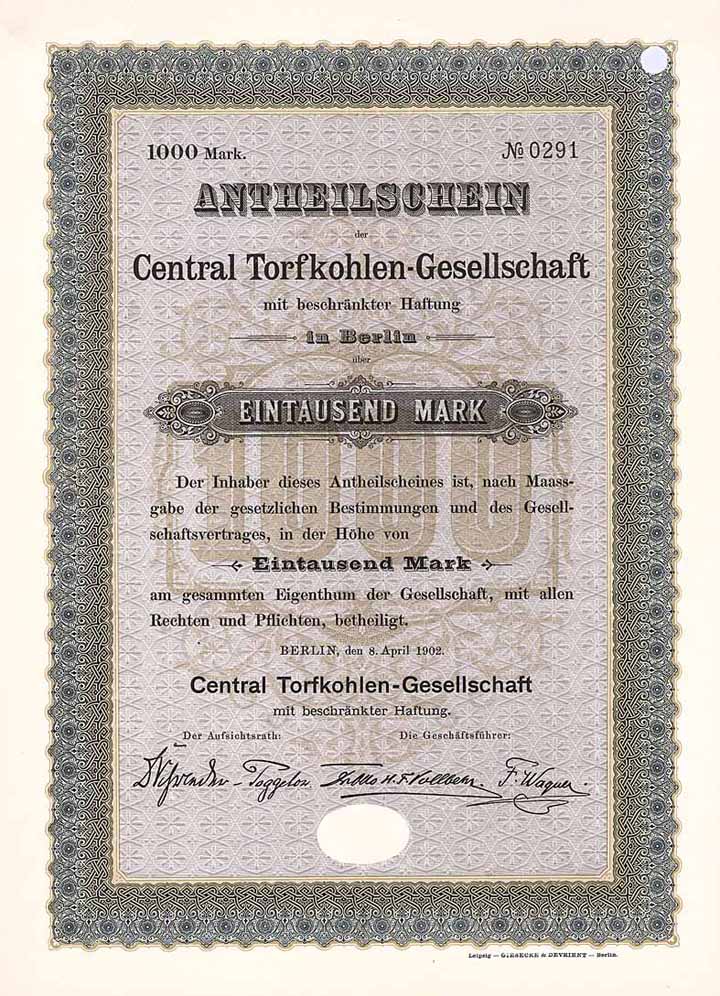 1000 Mark.
№ 0291
ANTHEILSCHEIN
der
Central Torfkohlen-Gesellschaft
mit beschränkter Haftung
in Berlin
über
EINTAUSEND MARK
1000
Der Inhaber dieses Antheilscheines ist, nach Maass-
gabe der gesetzlichen Bestimmungen und des Gesell-
schaftsvertrages, in der Höhe von
Eintausend Mark
am gesammten Eigenthum der Gesellschaft, mit allen
Rechten und Pflichten, betheiligt.
BERLIN, den 8. April 1902.
Central Torfkohlen-Gesellschaft
mit beschränkter Haftung.
Der Aufsichtsrath: Die Geschäftsführer:
F. Wagner
Leipzig — GIESECKE & DEVRIENT — Berlin.